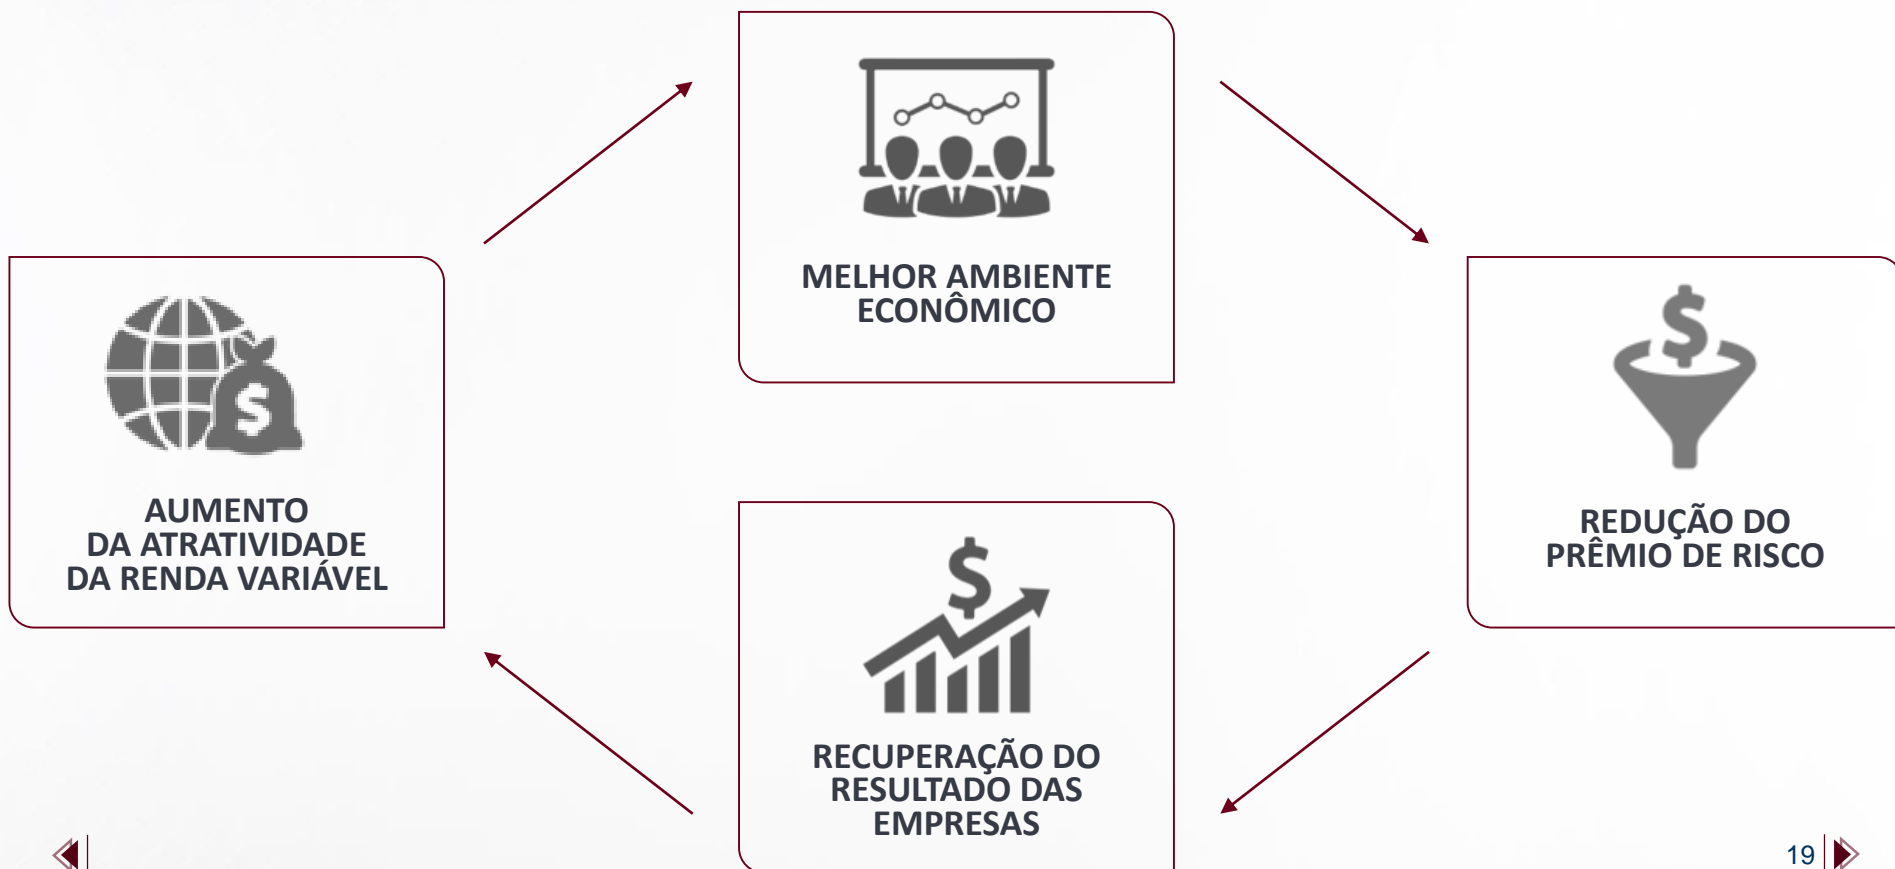 MELHOR AMBIENTE
ECONÔMICO
AUMENTO
DA ATRATIVIDADE
DA RENDA VARIÁVEL
REDUÇÃO DO
PRÊMIO DE RISCO
RECUPERAÇÃO DO
RESULTADO DAS
EMPRESAS
19